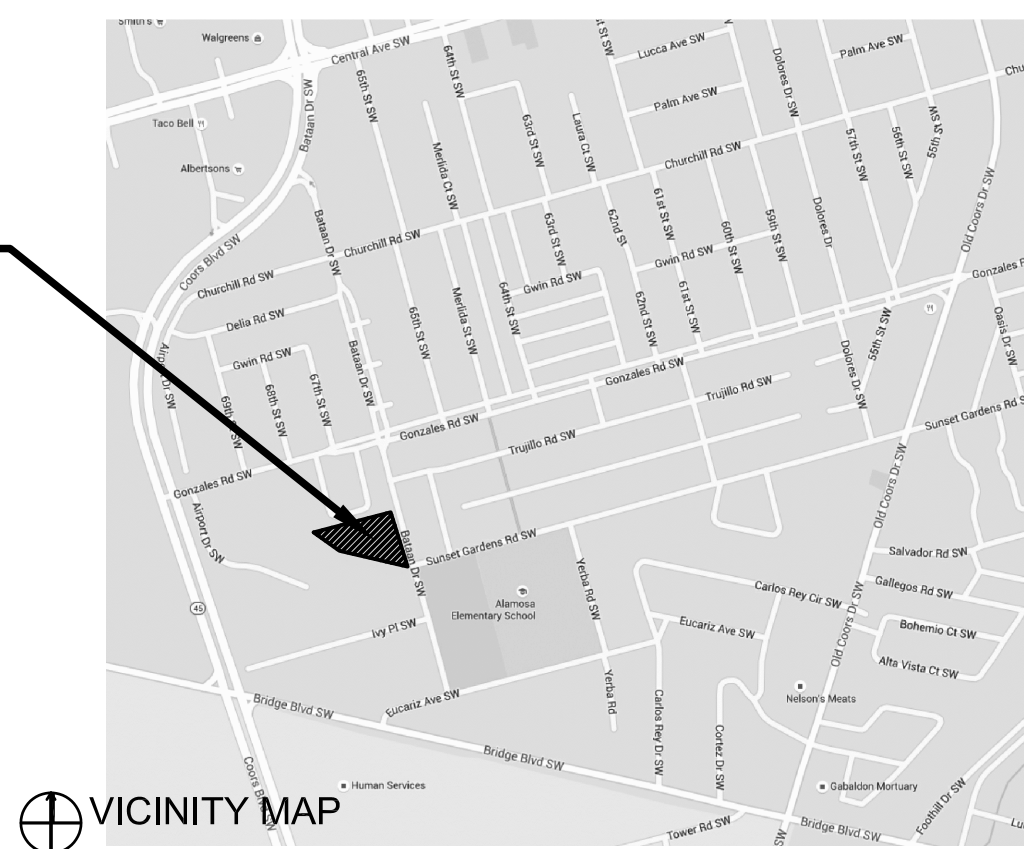 Smith's
Walgreens
Central Ave SW
64th St SW
Lucca Ave SW
Palm Ave SW
Dolores Dr SW
Bataan Dr SW
65th St SW
Palm Ave SW
Taco Bell
Merlida Ct SW
63rd St SW
Laura Ct SW
57th St SW
56th St SW
55th St SW
Albertsons
Churchill Rd SW
Old Coors Dr SW
Coors Blvd SW
Bataan Dr SW
Churchill Rd SW
63rd St SW
62nd St
61st St SW
60th St SW
59th St SW
Dolores Dr
Churchill Rd SW
Gwin Rd SW
Gwin Rd SW
Delia Rd SW
65th St SW
Merlida St SW
64th St SW
62nd St SW
61st St SW
Oasis Dr SW
Airport Dr SW
Gwin Rd SW
Bataan Dr SW
Gonzales Rd SW
Dolores Dr SW
55th St SW
69th St SW
68th St SW
67th St SW
Trujillo Rd SW
Gonzales Rd SW
Trujillo Rd SW
Sunset Gardens Rd S
Gonzales Rd SW
Old Coors Dr SW
Airport Dr SW
Bataan Dr SW
Sunset Gardens Rd SW
Salvador Rd SW
Yerba Rd SW
Carlos Rey Cir SW
Gallegos Rd SW
45
Alamosa
Elementary School
Ivy Pl SW
Eucariz Ave SW
Old Coors Dr SW
Bohemio Ct SW
Alta Vista Ct SW
Eucariz Ave SW
Yerba Rd
Carlos Rey Dr SW
Nelson's Meats
Bridge Blvd SW
Cortez Dr SW
Bridge Blvd SW
Coors Blvd SW
Human Services
Gabaldon Mortuary
Foothill Dr SW
VICINITY MAP
Tower Rd SW
Bridge Blvd SW